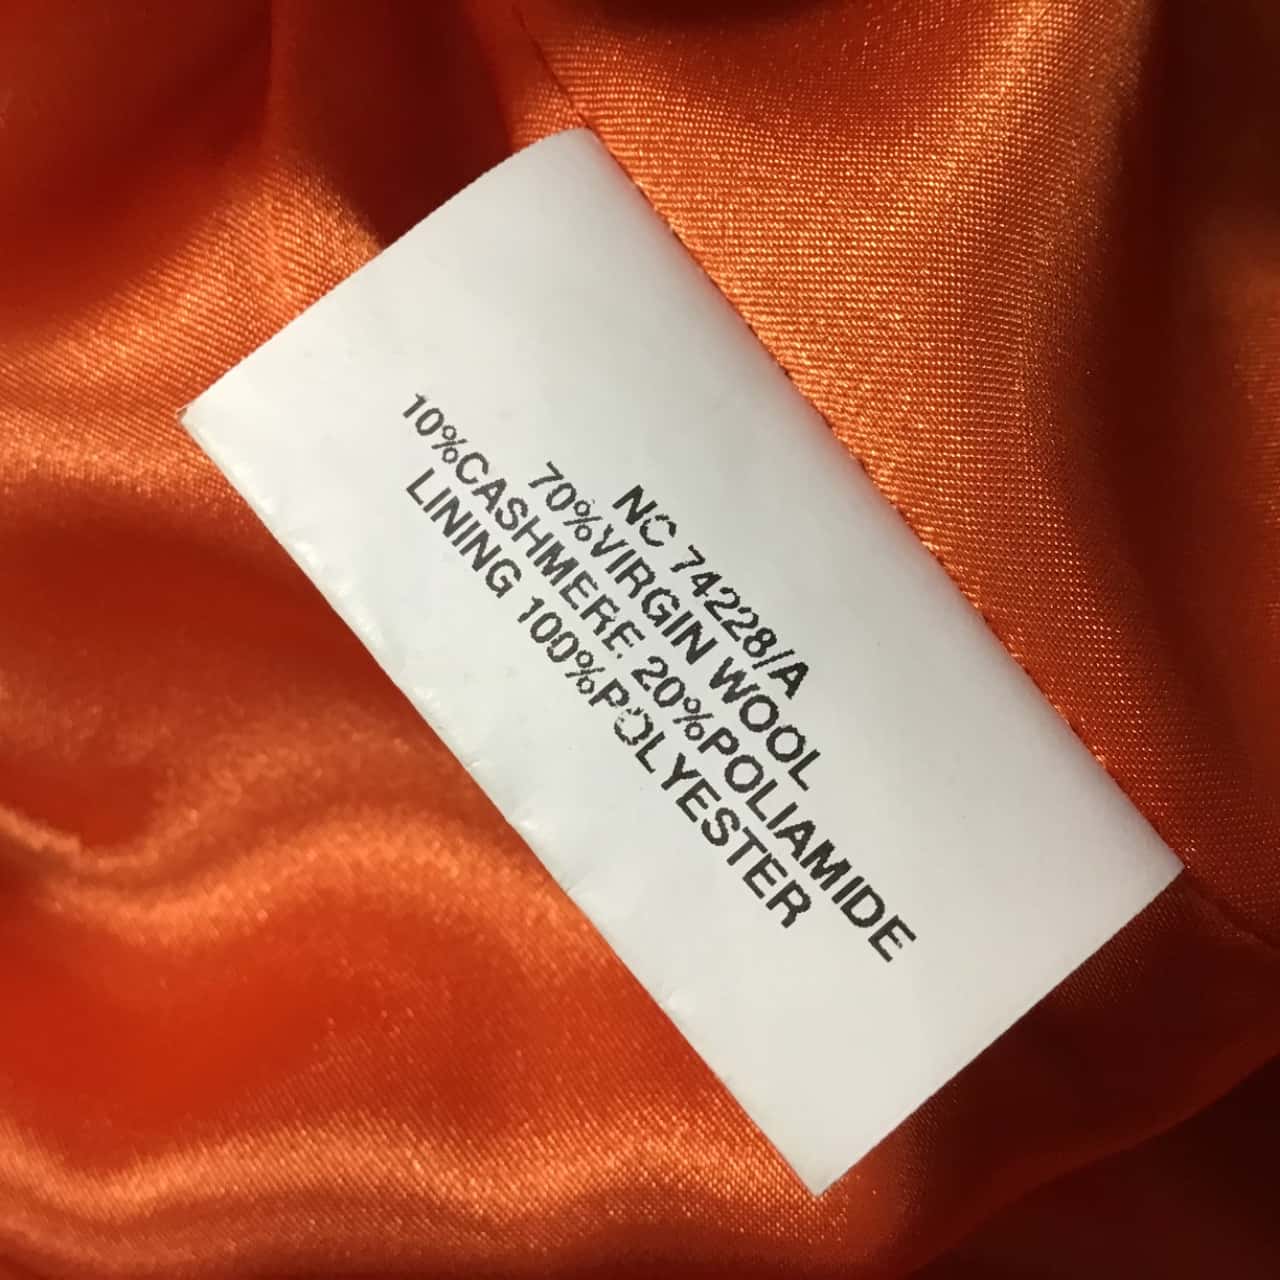 NC 74228/A
70%VIRGIN WOOL
10%CASHMERE 20%POLIAMIDE
LINING 100%POLYESTER